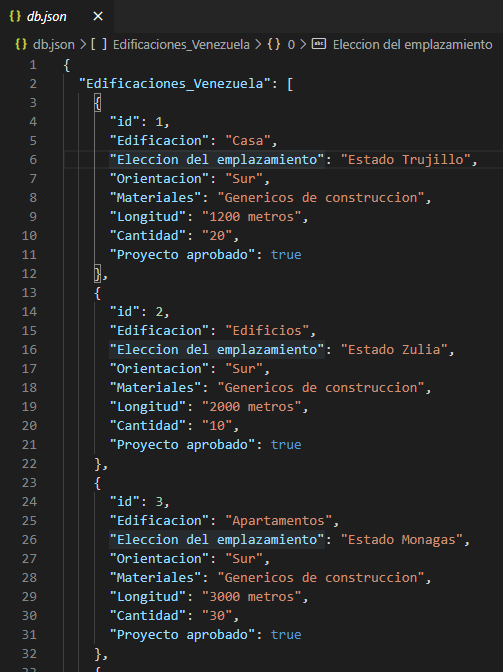 {} db.json ×
{} db.json > [ ] Edificaciones_Venezuela > {} 0 > abc Eleccion del emplazamiento
1 {
2 "Edificaciones_Venezuela": [
3 {
4 "id": 1,
5 "Edificacion": "Casa",
6 "Eleccion del emplazamiento": "Estado Trujillo",
7 "Orientacion": "Sur",
8 "Materiales": "Genericos de construccion",
9 "Longitud": "1200 metros",
10 "Cantidad": "20",
11 "Proyecto aprobado": true
12 },
13 {
14 "id": 2,
15 "Edificacion": "Edificios",
16 "Eleccion del emplazamiento": "Estado Zulia",
17 "Orientacion": "Sur",
18 "Materiales": "Genericos de construccion",
19 "Longitud": "2000 metros",
20 "Cantidad": "10",
21 "Proyecto aprobado": true
22 },
23 {
24 "id": 3,
25 "Edificacion": "Apartamentos",
26 "Eleccion del emplazamiento": "Estado Monagas",
27 "Orientacion": "Sur",
28 "Materiales": "Genericos de construccion",
29 "Longitud": "3000 metros",
30 "Cantidad": "30",
31 "Proyecto aprobado": true
32 },
33 {